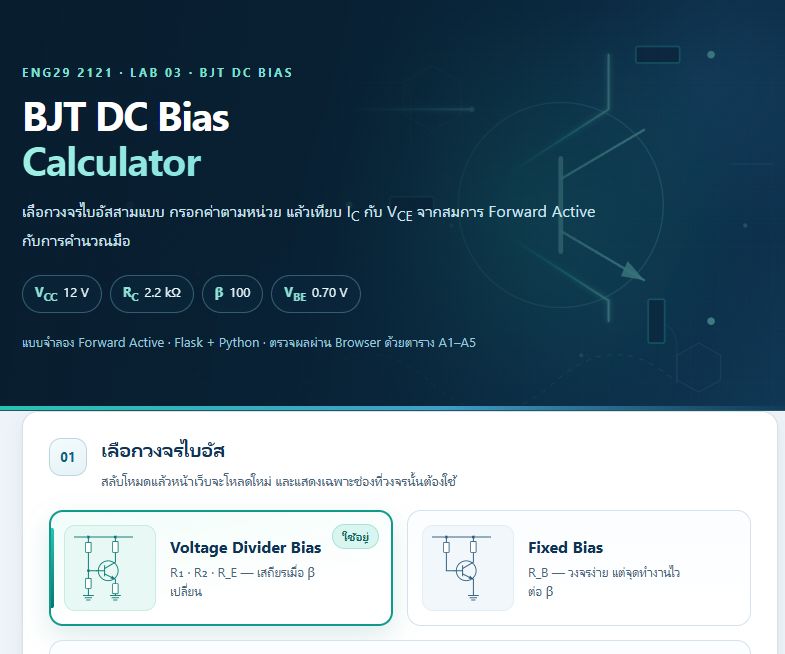 ENG29 2121 · LAB 03 · BJT DC BIAS
BJT DC Bias
Calculator
เลือกวงจรไบอัสสามแบบ กรอกค่าตามหน่วย แล้วเทียบ IC กับ VCE จากสมการ Forward Active
กับการคำนวณมือ
VCC 12 V
RC 2.2 kΩ
β 100
VBE 0.70 V
แบบจำลอง Forward Active · Flask + Python · ตรวจผลผ่าน Browser ด้วยตาราง A1–A5
01
เลือกวงจรไบอัส
สลับโหมดแล้วหน้าเว็บจะโหลดใหม่ และแสดงเฉพาะช่องที่วงจรนั้นต้องใช้
ใช้อยู่
Voltage Divider Bias
R₁ · R₂ · R_E — เสถียรเมื่อ β
เปลี่ยน
Fixed Bias
R_B — วงจรง่าย แต่จุดทำงานไว
ต่อ β